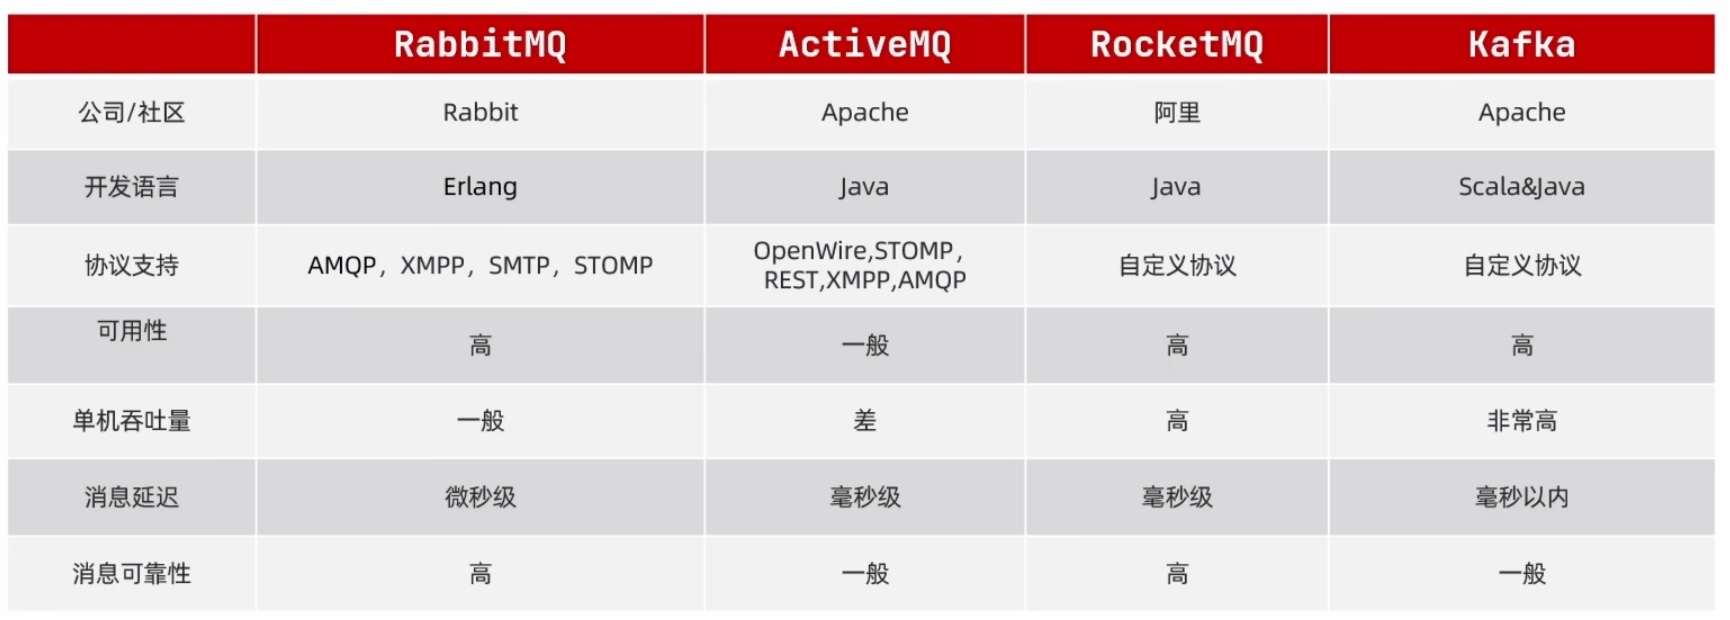 RabbitMQ ActiveMQ RocketMQ Kafka
公司/社区 Rabbit Apache 阿里 Apache
开发语言 Erlang Java Java Scala&Java
协议支持 AMQP，XMPP，SMTP，STOMP OpenWire,STOMP，
REST,XMPP,AMQP 自定义协议 自定义协议
可用性 高 一般 高 高
单机吞吐量 一般 差 高 非常高
消息延迟 微秒级 毫秒级 毫秒级 毫秒以内
消息可靠性 高 一般 高 一般